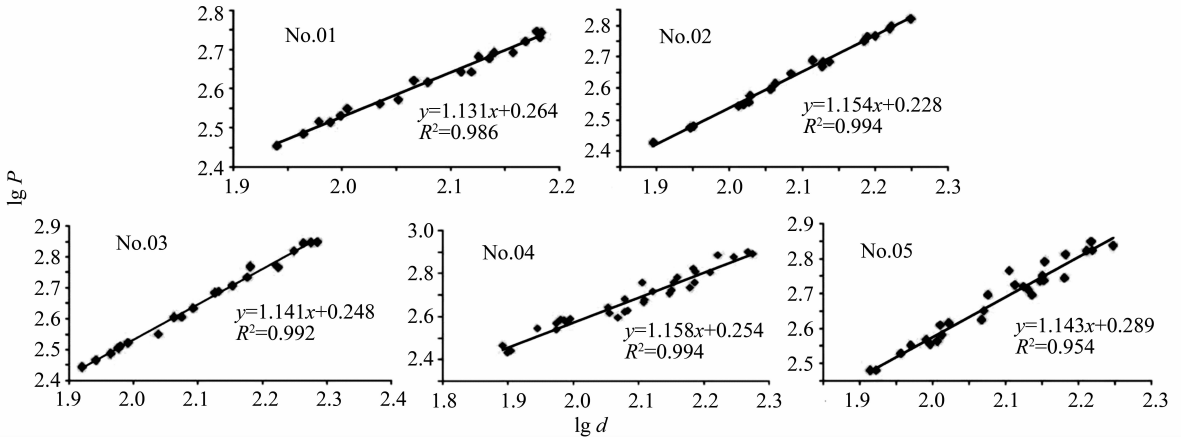 2.8
2.7
2.6
2.5
2.4
1.9 2.0 2.1 2.2
No.01
y=1.131x+0.264
R²=0.986
2.8
2.6
2.4
1.9 2.0 2.1 2.2 2.3
No.02
y=1.154x+0.228
R²=0.994
lg P
2.9
2.8
2.7
2.6
2.5
2.4
1.9 2.0 2.1 2.2 2.3 2.4
No.03
y=1.141x+0.248
R²=0.992
3.0
2.8
2.6
2.4
1.8 1.9 2.0 2.1 2.2 2.3
No.04
y=1.158x+0.254
R²=0.994
2.9
2.8
2.7
2.6
2.5
1.9 2.0 2.1 2.2 2.3
No.05
y=1.143x+0.289
R²=0.954
lg d